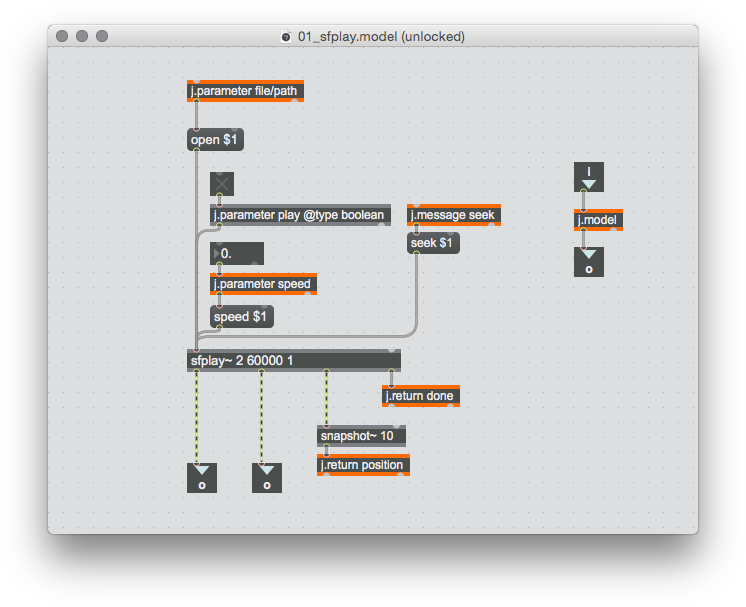 01_sfplay.model (unlocked)
j.parameter file/path
open $1
j.parameter play @type boolean
j.message seek
seek $1
0.
j.parameter speed
speed $1
sfplay~ 2 60000 1
j.return done
snapshot~ 10
j.return position
o
o
I
j.model
o